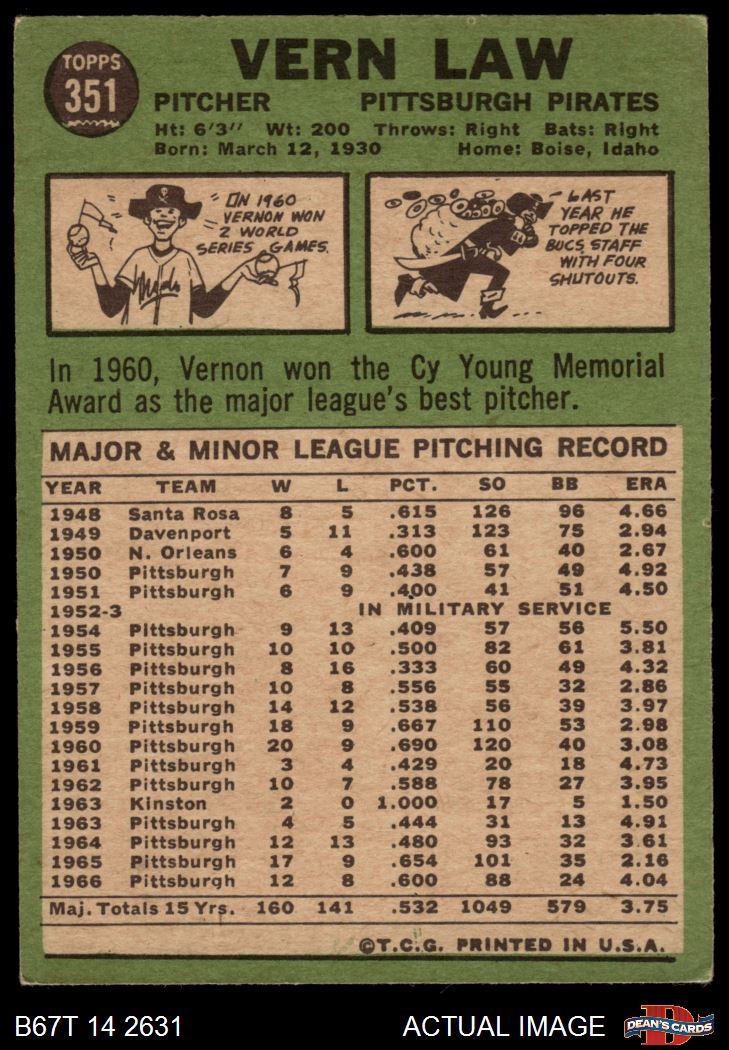 TOPPS
351
VERN LAW
PITCHER PITTSBURGH PIRATES
Ht: 6'3" Wt: 200 Throws: Right Bats: Right
Born: March 12, 1930 Home: Boise, Idaho
"ON 1960
VERNON WON
2 WORLD
SERIES GAMES.
LAST
YEAR HE
TOPPED THE
BUCS STAFF
WITH FOUR
SHUTOUTS.
In 1960, Vernon won the Cy Young Memorial
Award as the major league's best pitcher.
MAJOR & MINOR LEAGUE PITCHING RECORD
YEAR TEAM W L PCT. SO BB ERA
1948 Santa Rosa 8 5 .615 126 96 4.66
1949 Davenport 5 11 .313 123 75 2.94
1950 N. Orleans 6 4 .600 61 40 2.67
1950 Pittsburgh 7 9 .438 57 49 4.92
1951 Pittsburgh 6 9 .400 41 51 4.50
1952-3 IN MILITARY SERVICE
1954 Pittsburgh 9 13 .409 57 56 5.50
1955 Pittsburgh 10 10 .500 82 61 3.81
1956 Pittsburgh 8 16 .333 60 49 4.32
1957 Pittsburgh 10 8 .556 55 32 2.86
1958 Pittsburgh 14 12 .538 56 39 3.97
1959 Pittsburgh 18 9 .667 110 53 2.98
1960 Pittsburgh 20 9 .690 120 40 3.08
1961 Pittsburgh 3 4 .429 20 18 4.73
1962 Pittsburgh 10 7 .588 78 27 3.95
1963 Kinston 2 0 1.000 17 5 1.50
1963 Pittsburgh 4 5 .444 31 13 4.91
1964 Pittsburgh 12 13 .480 93 32 3.61
1965 Pittsburgh 17 9 .654 101 35 2.16
1966 Pittsburgh 12 8 .600 88 24 4.04
Maj. Totals 15 Yrs. 160 141 .532 1049 579 3.75
©T.C.G. PRINTED IN U.S.A.
B67T 14 2631 ACTUAL IMAGE DEAN'S CARDS